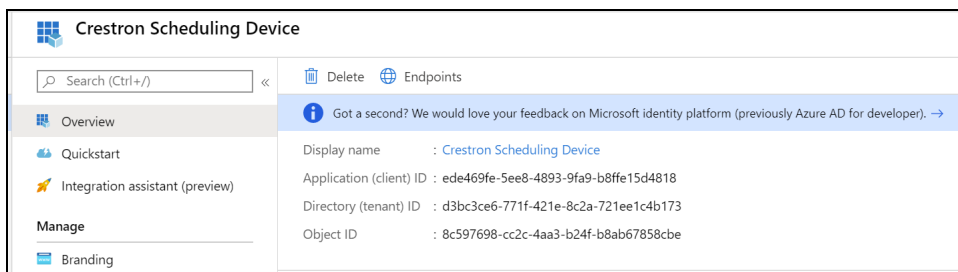 Crestron Scheduling Device
Search (Ctrl+/)
«
Overview
Quickstart
Integration assistant (preview)
Manage
Branding
Delete Endpoints
Got a second? We would love your feedback on Microsoft identity platform (previously Azure AD for developer). →
Display name : Crestron Scheduling Device
Application (client) ID : ede469fe-5ee8-4893-9fa9-b8ffe15d4818
Directory (tenant) ID : d3bc3ce6-771f-421e-8c2a-721ee1c4b173
Object ID : 8c597698-cc2c-4aa3-b24f-b8ab67858cbe